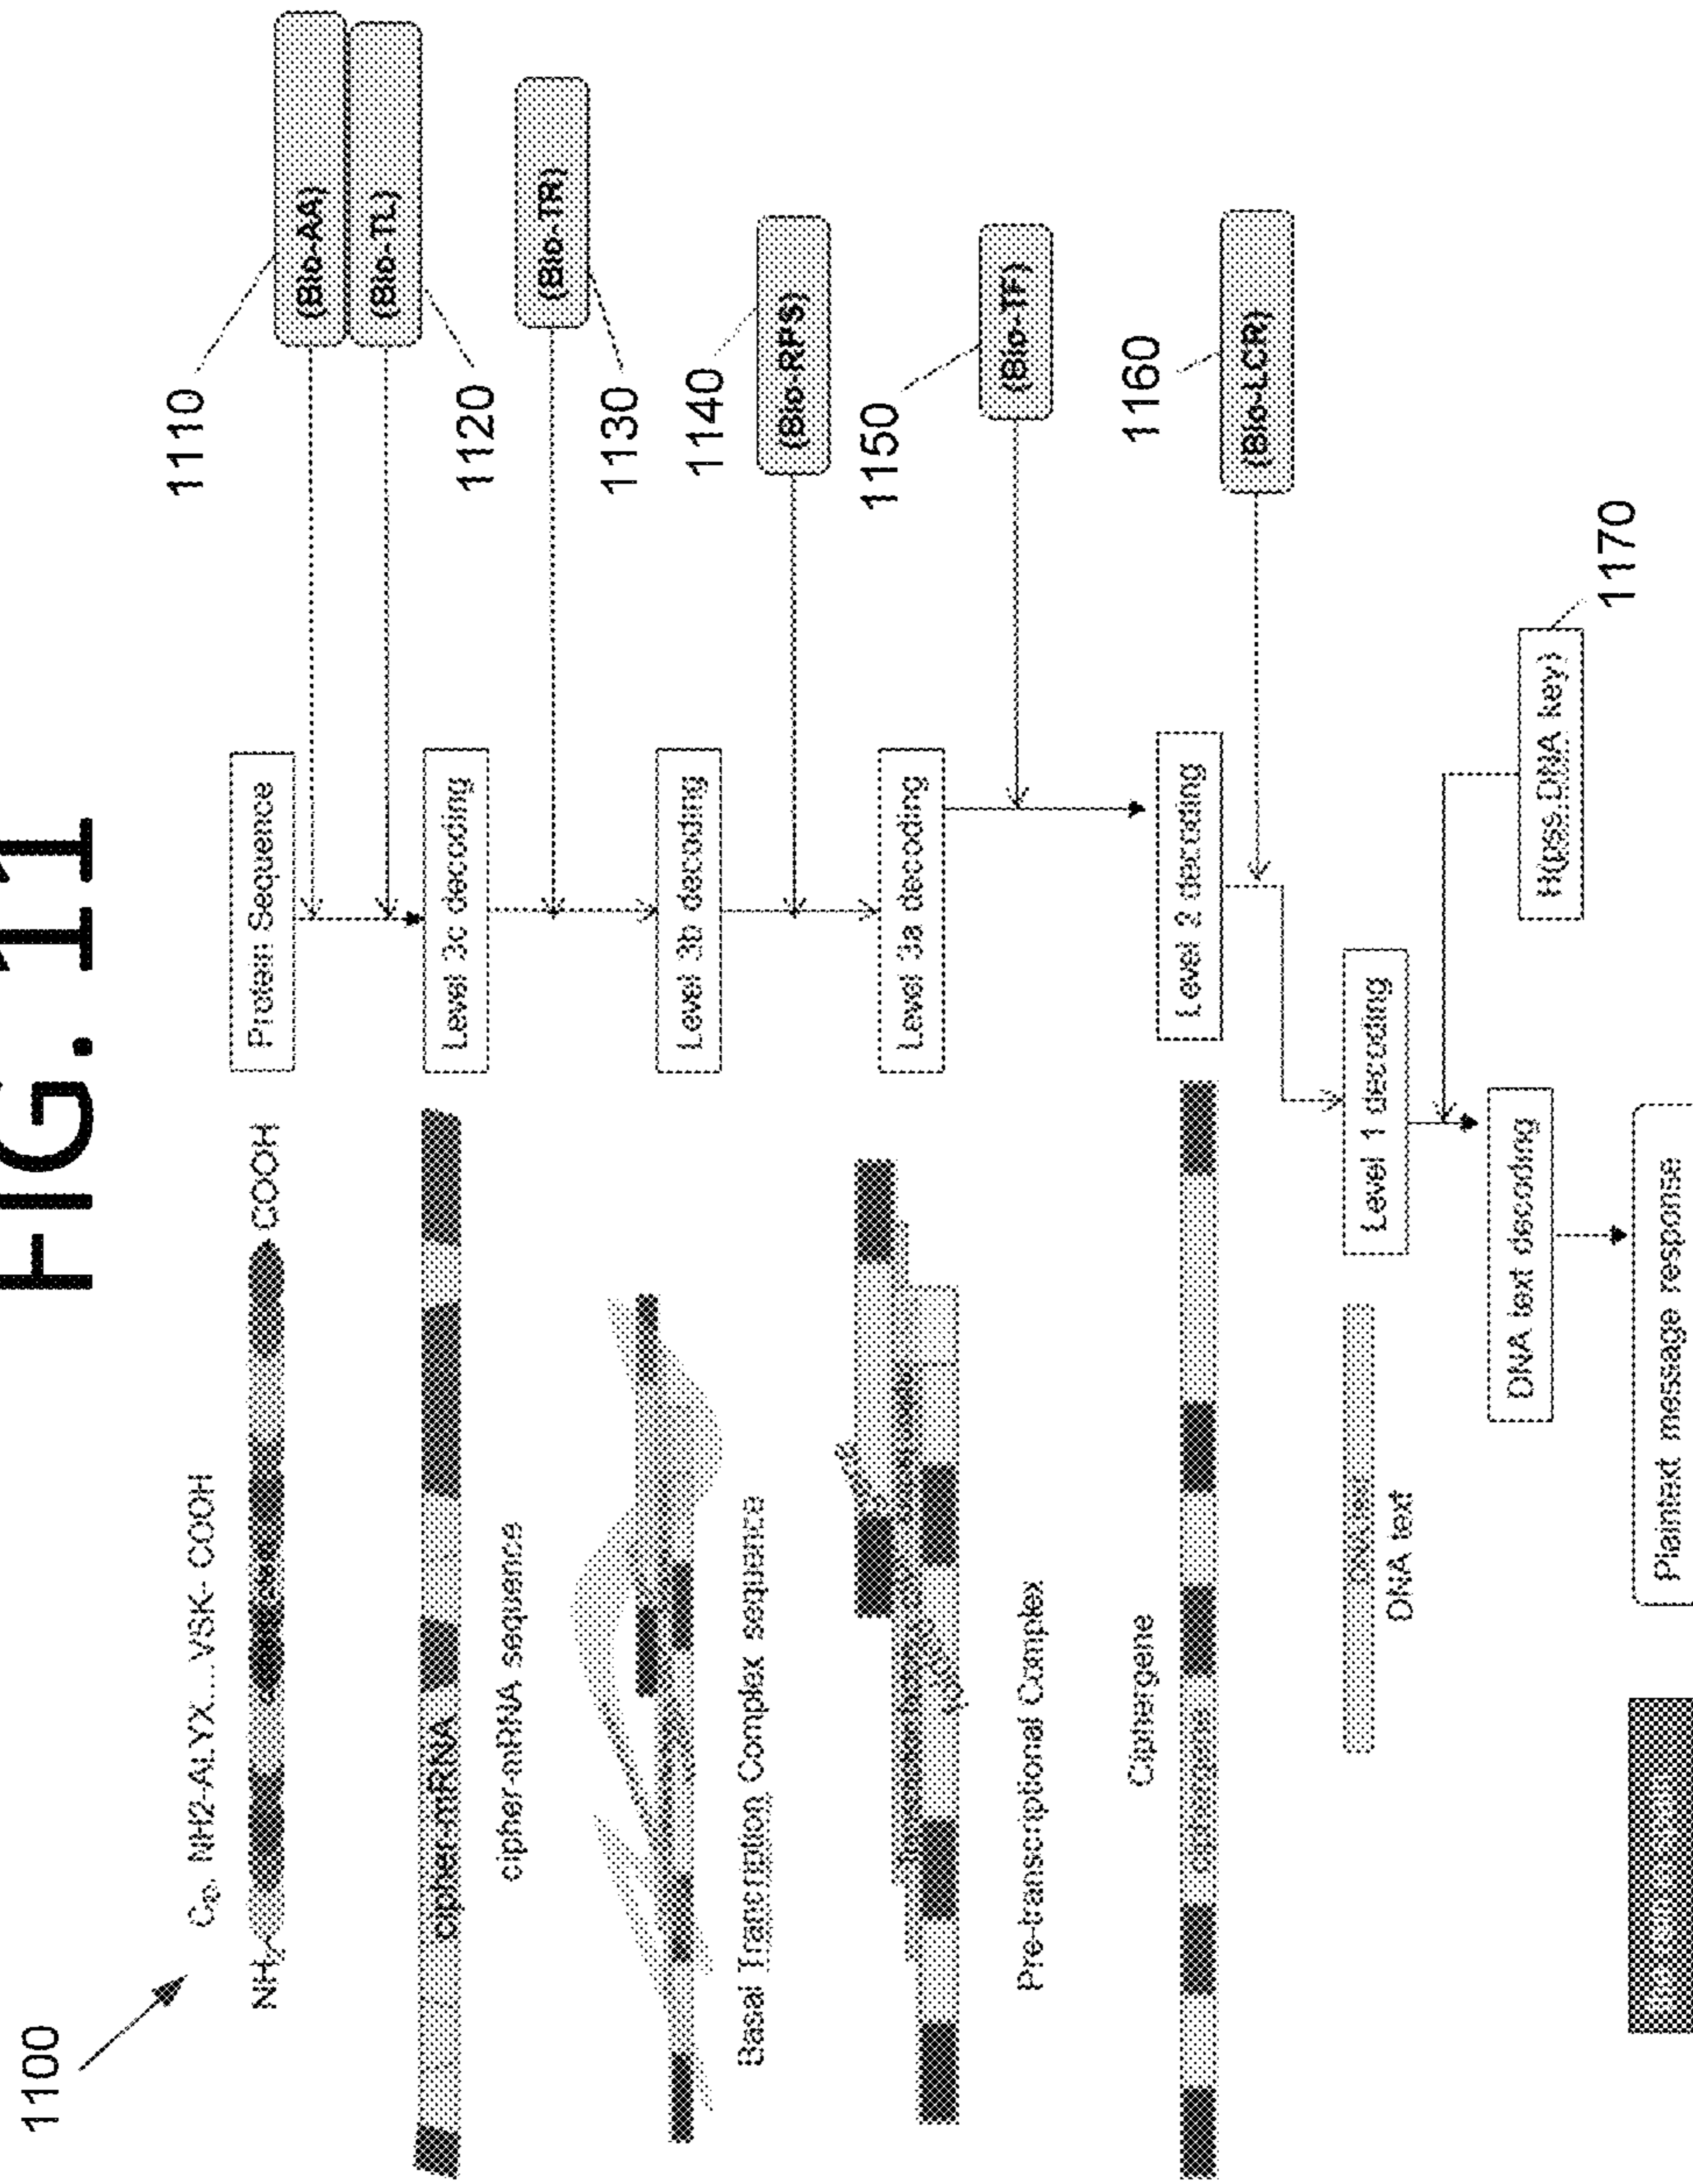 FIG. 11
1100
Cp, NH2-ALYX...VSK- COOH
NH2
COOH
Protein Sequence
1110
(Bio-AA)
(Bio-TL)
1120
cipher-mRNA
cipher-mRNA sequence
Level 3c decoding
(Bio-TR)
1130
Basal Transcription Complex sequence
Level 3b decoding
1140
(Bio-RPS)
Pre-transcriptional Complex
Level 3a decoding
1150
(Bio-TF)
Ciphergene
ciphergene
Level 2 decoding
1160
(Bio-LCR)
DNA text
Level 1 decoding
H(pss.DNA key)
1170
DNA text decoding
Plaintext message response